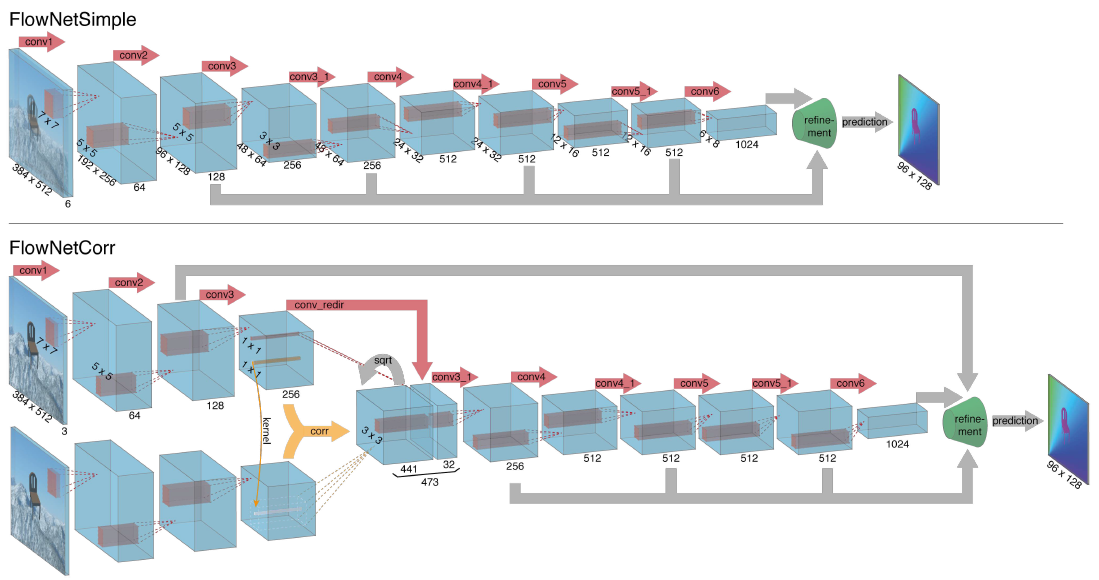 FlowNetSimple
conv1
conv2
conv3
conv3_1
conv4
conv4_1
conv5
conv5_1
conv6
7 x 7
5 x 5
5 x 5
3 x 3
384 x 512
192 x 256
96 x 128
48 x 64
48 x 64
24 x 32
24 x 32
12 x 16
12 x 16
6 x 8
6
64
128
256
256
512
512
512
512
1024
refine-
ment
prediction
96 x 128
FlowNetCorr
conv1
conv2
conv3
conv_redir
sqrt
conv3_1
conv4
conv4_1
conv5
conv5_1
conv6
7 x 7
5 x 5
1 x 1
1 x 1
kernel
corr
3 x 3
384 x 512
3
64
128
256
441
32
473
256
512
512
512
512
1024
refine-
ment
prediction
96 x 128